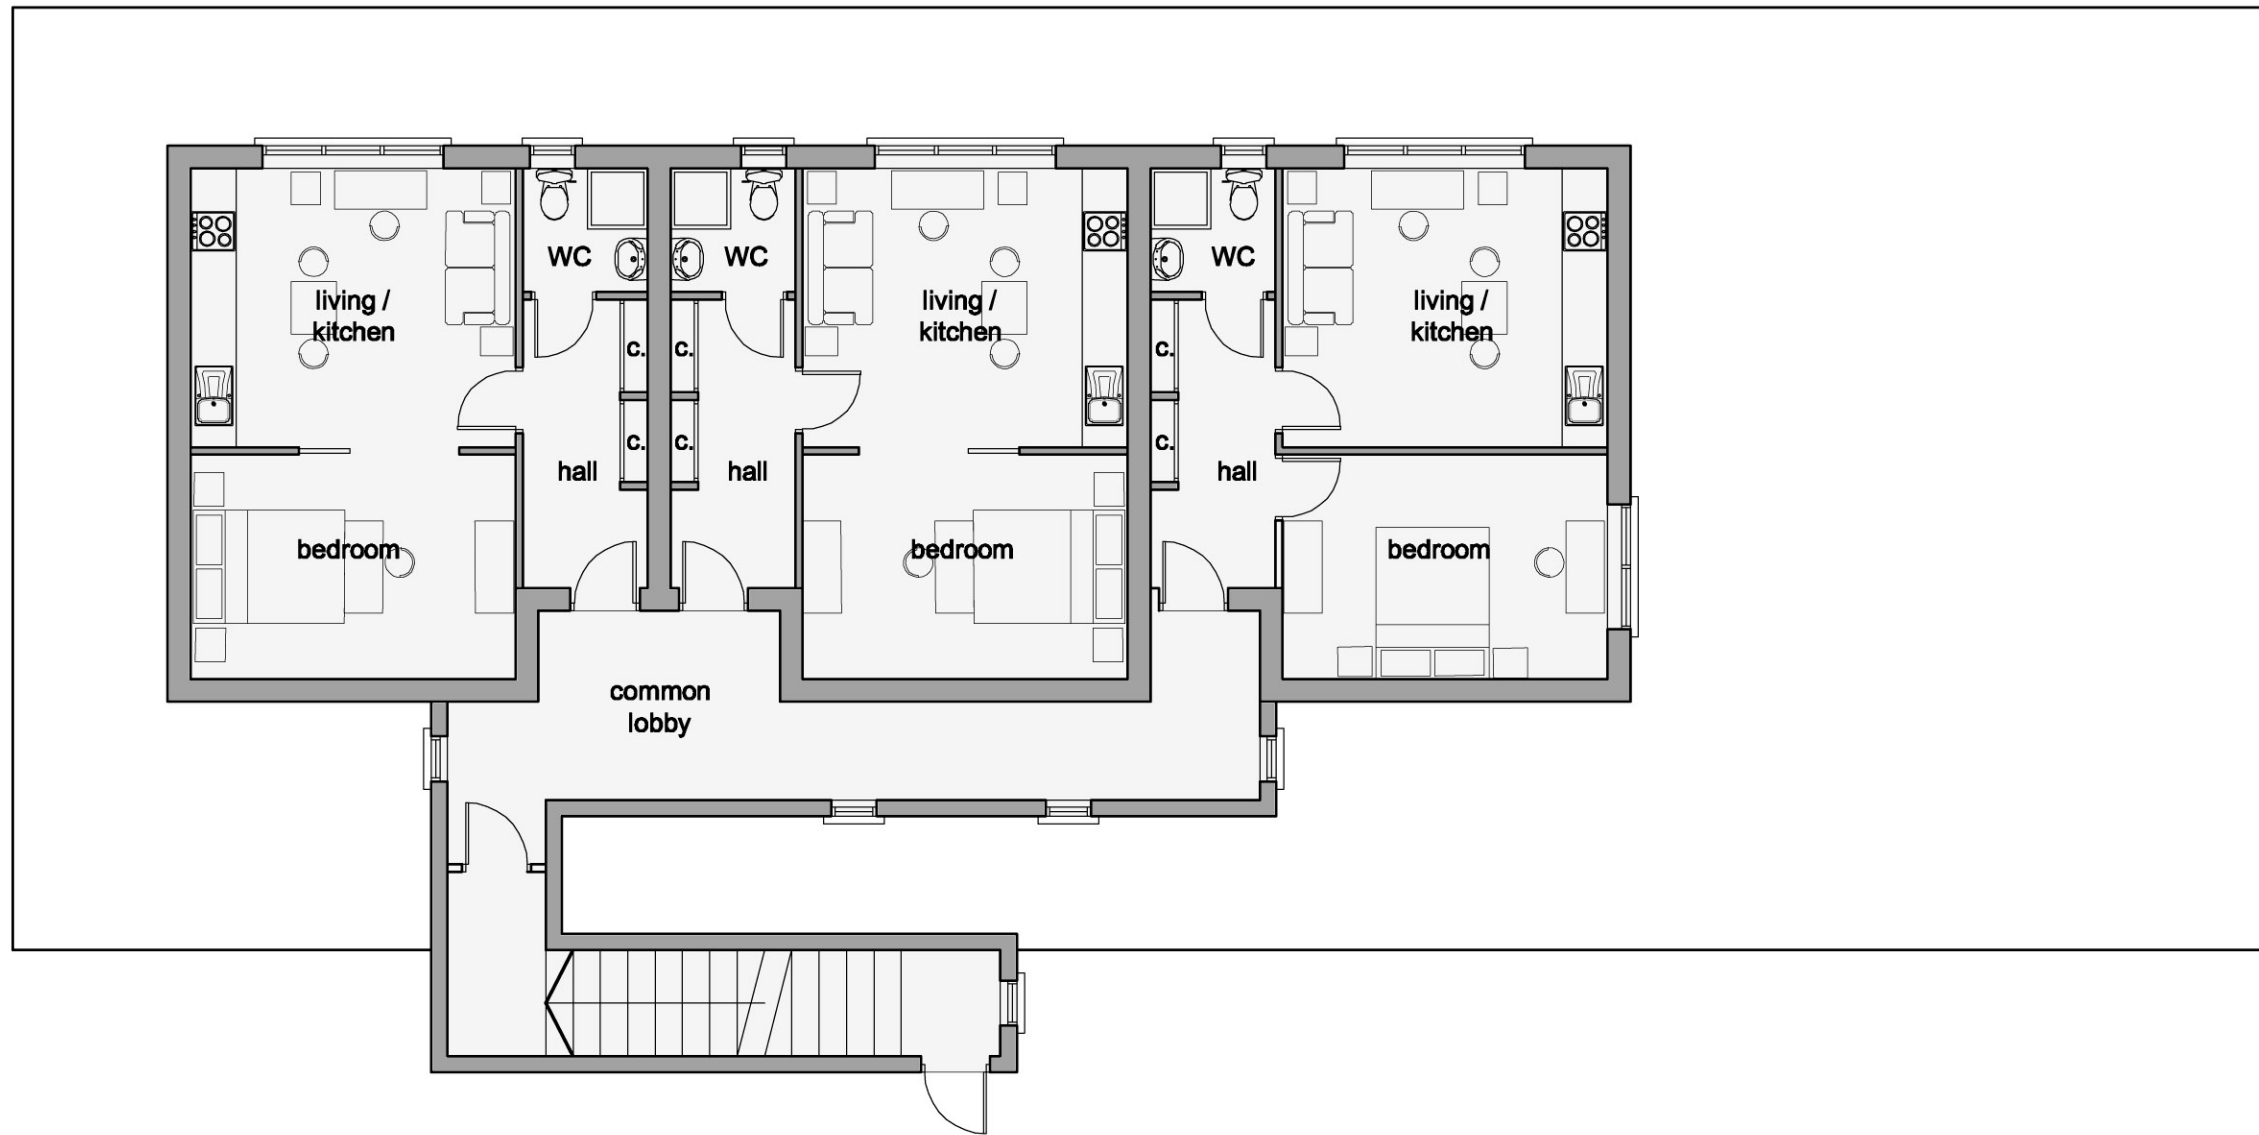 WC
WC
WC
living /
kitchen
living /
kitchen
living /
kitchen
c.
c.
c.
c.
c.
c.
hall
hall
hall
bedroom
bedroom
bedroom
common
lobby